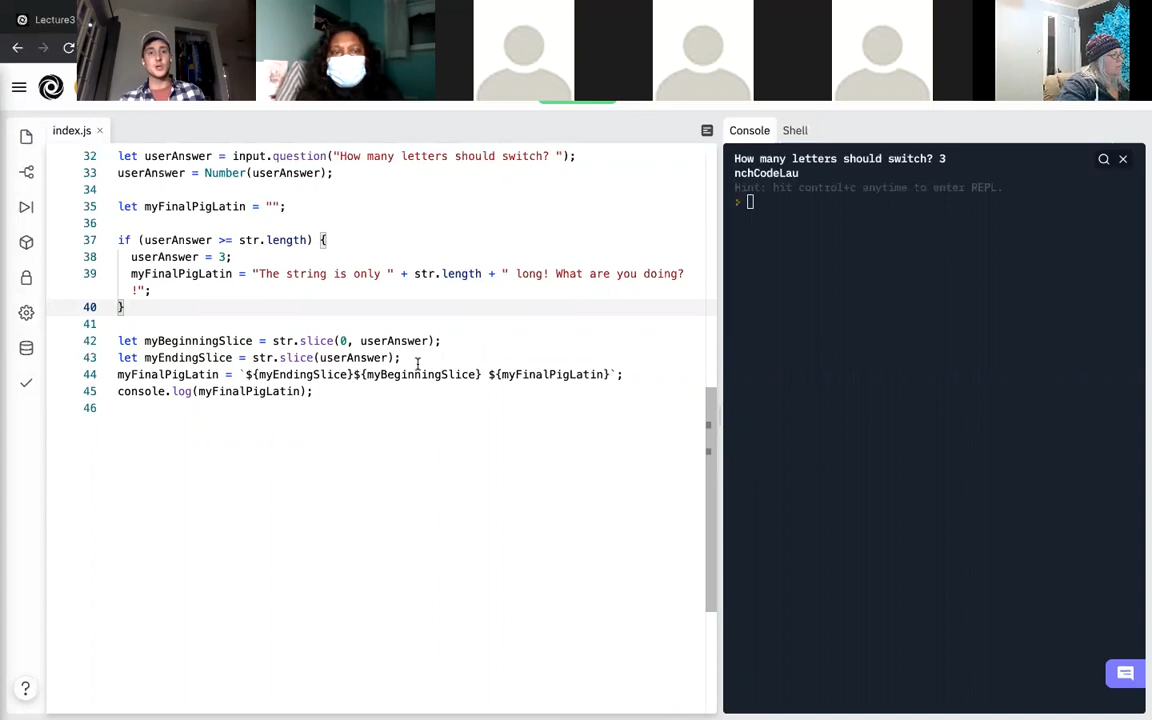 Lecture3
index.js
Console
Shell
32 let userAnswer = input.question("How many letters should switch? ");
33 userAnswer = Number(userAnswer);
34
35 let myFinalPigLatin = "";
36
37 if (userAnswer >= str.length) {
38 userAnswer = 3;
39 myFinalPigLatin = "The string is only " + str.length + " long! What are you doing?
!";
40 }
41
42 let myBeginningSlice = str.slice(0, userAnswer);
43 let myEndingSlice = str.slice(userAnswer);
44 myFinalPigLatin = `${myEndingSlice}${myBeginningSlice} ${myFinalPigLatin}`;
45 console.log(myFinalPigLatin);
46
How many letters should switch? 3
nchCodeLau
Hint: hit control+c anytime to enter REPL.
>